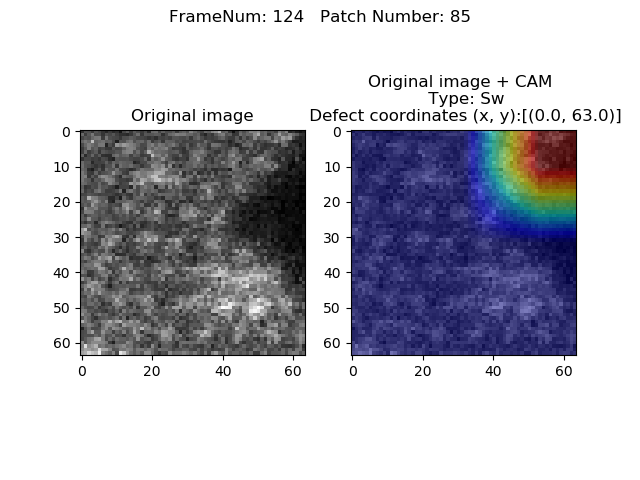 FrameNum: 124   Patch Number: 85
Original image
Original image + CAM
Type: Sw
Defect coordinates (x, y):[(0.0, 63.0)]
0
10
20
30
40
50
60
0 20 40 60
0
10
20
30
40
50
60
0 20 40 60